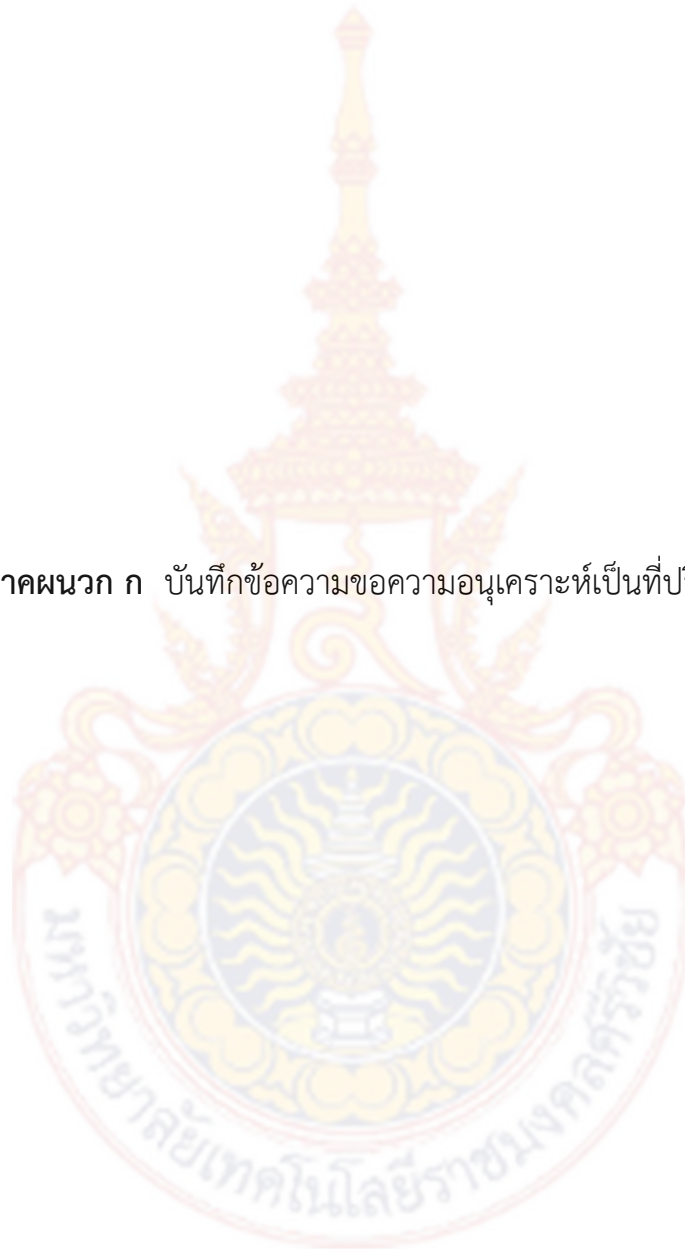 าคผนวก ก บันทึกข้อความขอความอนุเคราะห์เป็นที่ป
มหาวิทยาลัยเทคโนโลยีราชมงคลศรีวิชัย